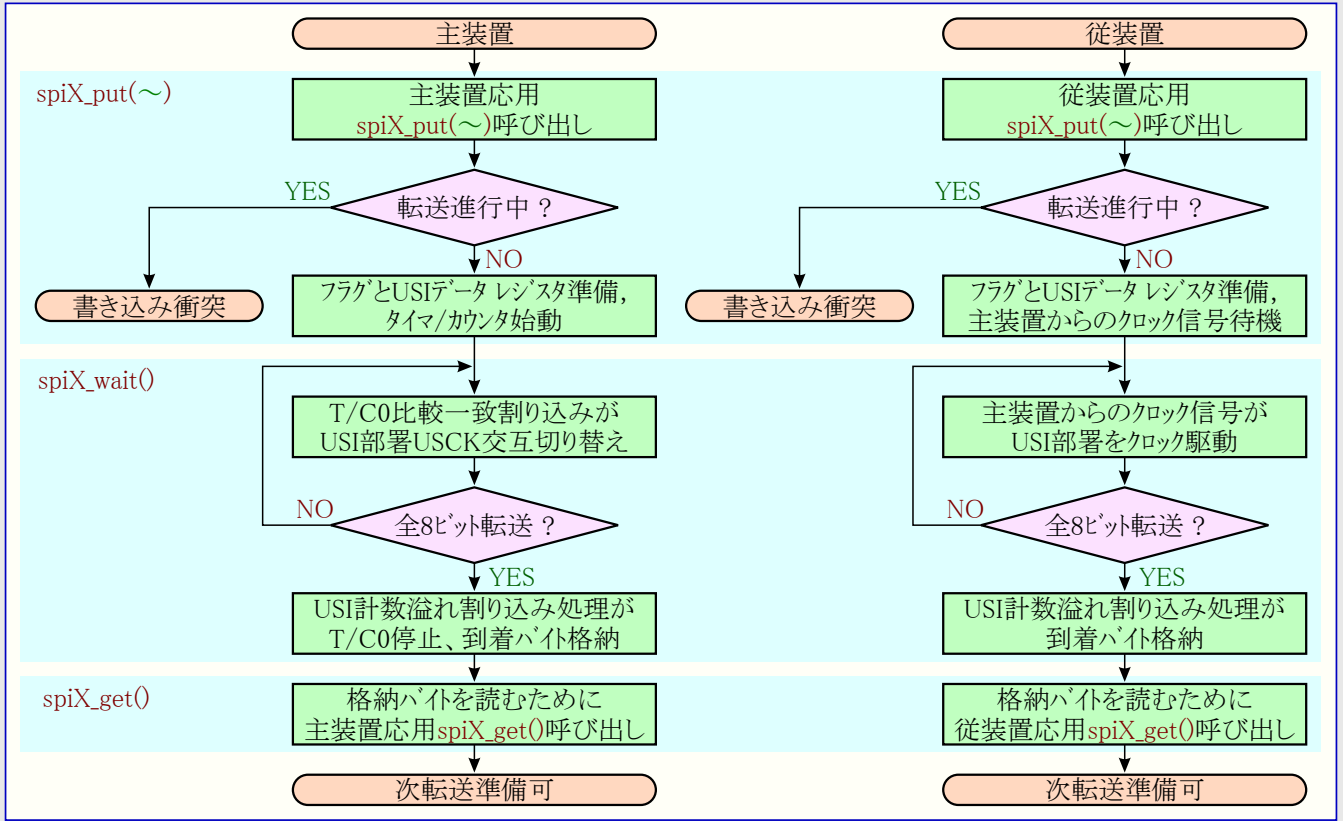 主装置
spiX_put(～)
主装置応用
spiX_put(～)呼び出し
YES
転送進行中 ?
NO
書き込み衝突
フラグとUSIデータ レジスタ準備,
タイマ/カウンタ始動
spiX_wait()
T/C0比較一致割り込みが
USI部署USCK交互切り替え
NO
全8ビット転送 ?
YES
USI計数溢れ割り込み処理が
T/C0停止、到着バイト格納
spiX_get()
格納バイトを読むために
主装置応用spiX_get()呼び出し
次転送準備可
従装置
従装置応用
spiX_put(～)呼び出し
YES
転送進行中 ?
NO
書き込み衝突
フラグとUSIデータ レジスタ準備,
主装置からのクロック信号待機
主装置からのクロック信号が
USI部署をクロック駆動
NO
全8ビット転送 ?
YES
USI計数溢れ割り込み処理が
到着バイト格納
格納バイトを読むために
従装置応用spiX_get()呼び出し
次転送準備可